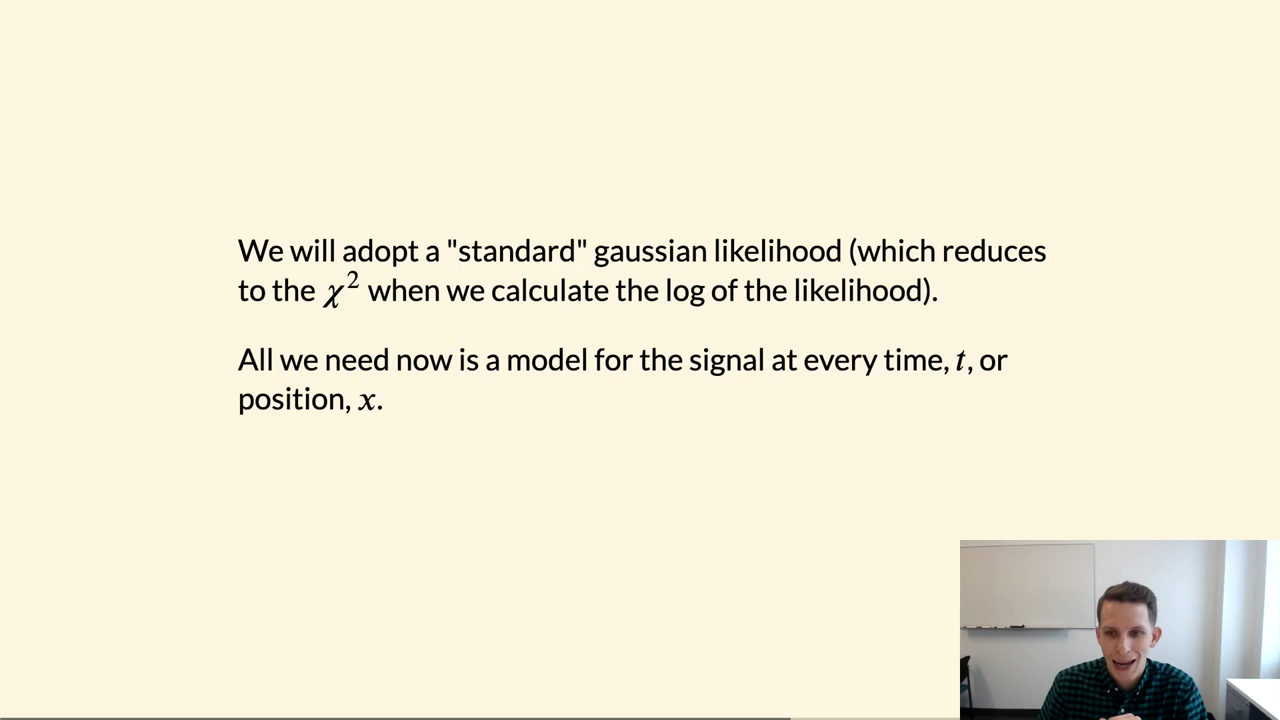 We will adopt a "standard" gaussian likelihood (which reduces
to the χ² when we calculate the log of the likelihood).
All we need now is a model for the signal at every time, t, or
position, x.